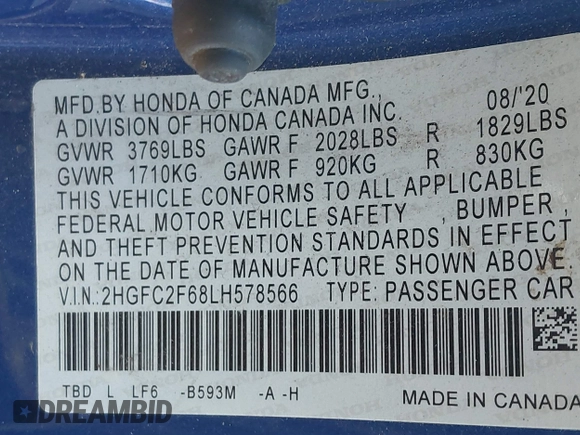 MFD.BY HONDA OF CANADA MFG., 08/'20
A DIVISION OF HONDA CANADA INC.
GVWR 3769LBS GAWR F 2028LBS R 1829LBS
GVWR 1710KG GAWR F 920KG R 830KG
THIS VEHICLE CONFORMS TO ALL APPLICABLE
FEDERAL MOTOR VEHICLE SAFETY , BUMPER ,
AND THEFT PREVENTION STANDARDS IN EFFECT
ON THE DATE OF MANUFACTURE SHOWN ABOVE.
V.I.N.: 2HGFC2F68LH578566 TYPE: PASSENGER CAR
TBD L LF6 -B593M -A -H
MADE IN CANADA
DREAMBID